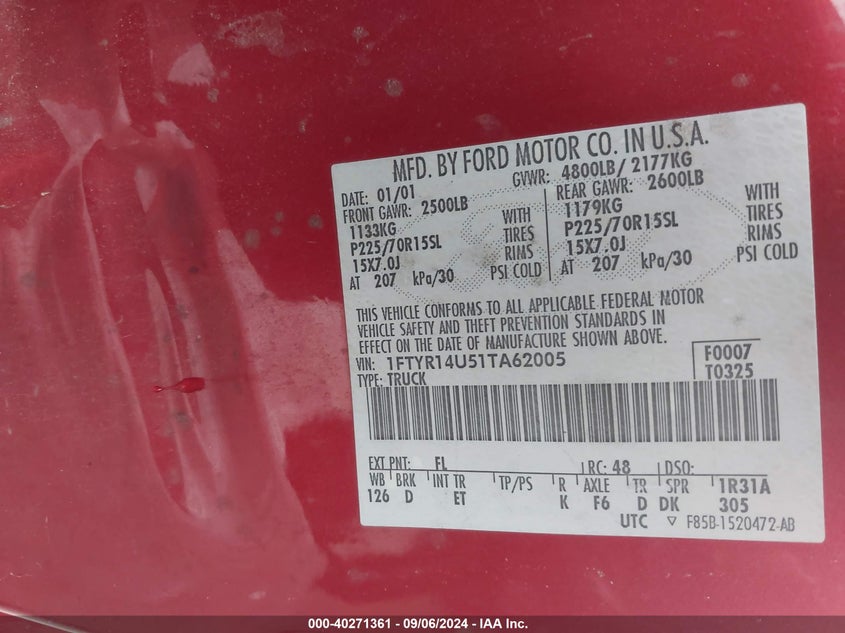 MFD. BY FORD MOTOR CO. IN U.S.A.
DATE: 01/01 GVWR: 4800LB/ 2177KG
FRONT GAWR: 2500LB REAR GAWR: 2600LB
1133KG WITH 1179KG WITH
P225/70R15SL TIRES P225/70R15SL TIRES
15X7.0J RIMS 15X7.0J RIMS
AT 207 kPa/30 PSI COLD AT 207 kPa/30 PSI COLD
THIS VEHICLE CONFORMS TO ALL APPLICABLE FEDERAL MOTOR
VEHICLE SAFETY AND THEFT PREVENTION STANDARDS IN
EFFECT ON THE DATE OF MANUFACTURE SHOWN ABOVE.
VIN: 1FTYR14U51TA62005 F0007
TYPE: TRUCK T0325
EXT PNT: FL RC: 48 DSO:
WB BRK INT TR TP/PS R AXLE TR SPR 1R31A
126 D ET K F6 D DK 305
UTC ▽ F85B-1520472-AB
000-40271361 - 09/06/2024 - IAA Inc.